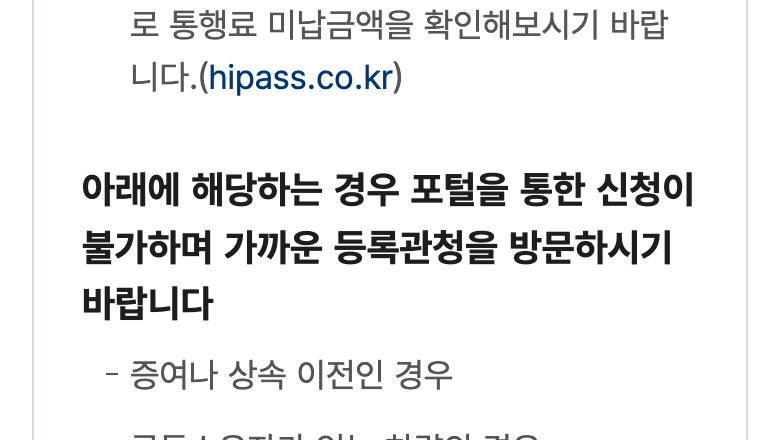 로 통행료 미납금액을 확인해보시기 바랍
니다.(hipass.co.kr)
아래에 해당하는 경우 포털을 통한 신청이
불가하며 가까운 등록관청을 방문하시기
바랍니다
- 증여나 상속 이전인 경우